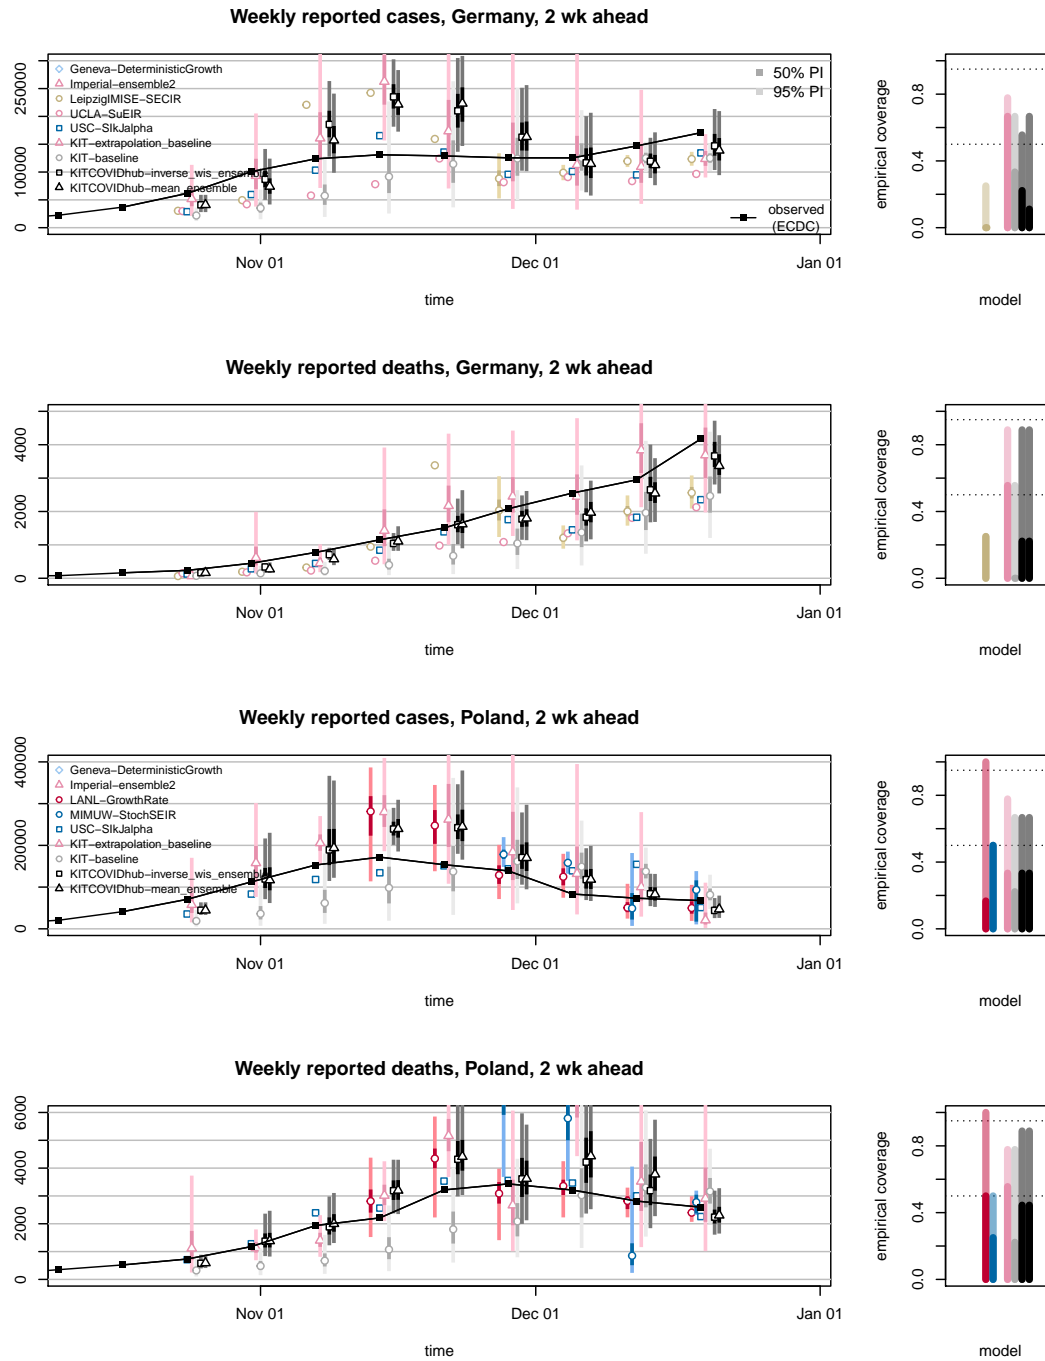 Weekly reported cases, Germany, 2 wk ahead
250000
100000
0
Geneva−DeterministicGrowth
Imperial−ensemble2
LeipzigIMISE−SECIR
UCLA−SuEIR
USC−SIkJalpha
KIT−extrapolation_baseline
KIT−baseline
KITCOVIDhub−inverse_wis_ensemble
KITCOVIDhub−mean_ensemble
50% PI
95% PI
observed
(ECDC)
Nov 01
Dec 01
Jan 01
time
empirical coverage
0.0
0.4
0.8
model
Weekly reported deaths, Germany, 2 wk ahead
4000
2000
0
Nov 01
Dec 01
Jan 01
time
empirical coverage
0.0
0.4
0.8
model
Weekly reported cases, Poland, 2 wk ahead
400000
200000
0
Geneva−DeterministicGrowth
Imperial−ensemble2
LANL−GrowthRate
MIMUW−StochSEIR
USC−SIkJalpha
KIT−extrapolation_baseline
KIT−baseline
KITCOVIDhub−inverse_wis_ensemble
KITCOVIDhub−mean_ensemble
Nov 01
Dec 01
Jan 01
time
empirical coverage
0.0
0.4
0.8
model
Weekly reported deaths, Poland, 2 wk ahead
6000
4000
2000
0
Nov 01
Dec 01
Jan 01
time
empirical coverage
0.0
0.4
0.8
model